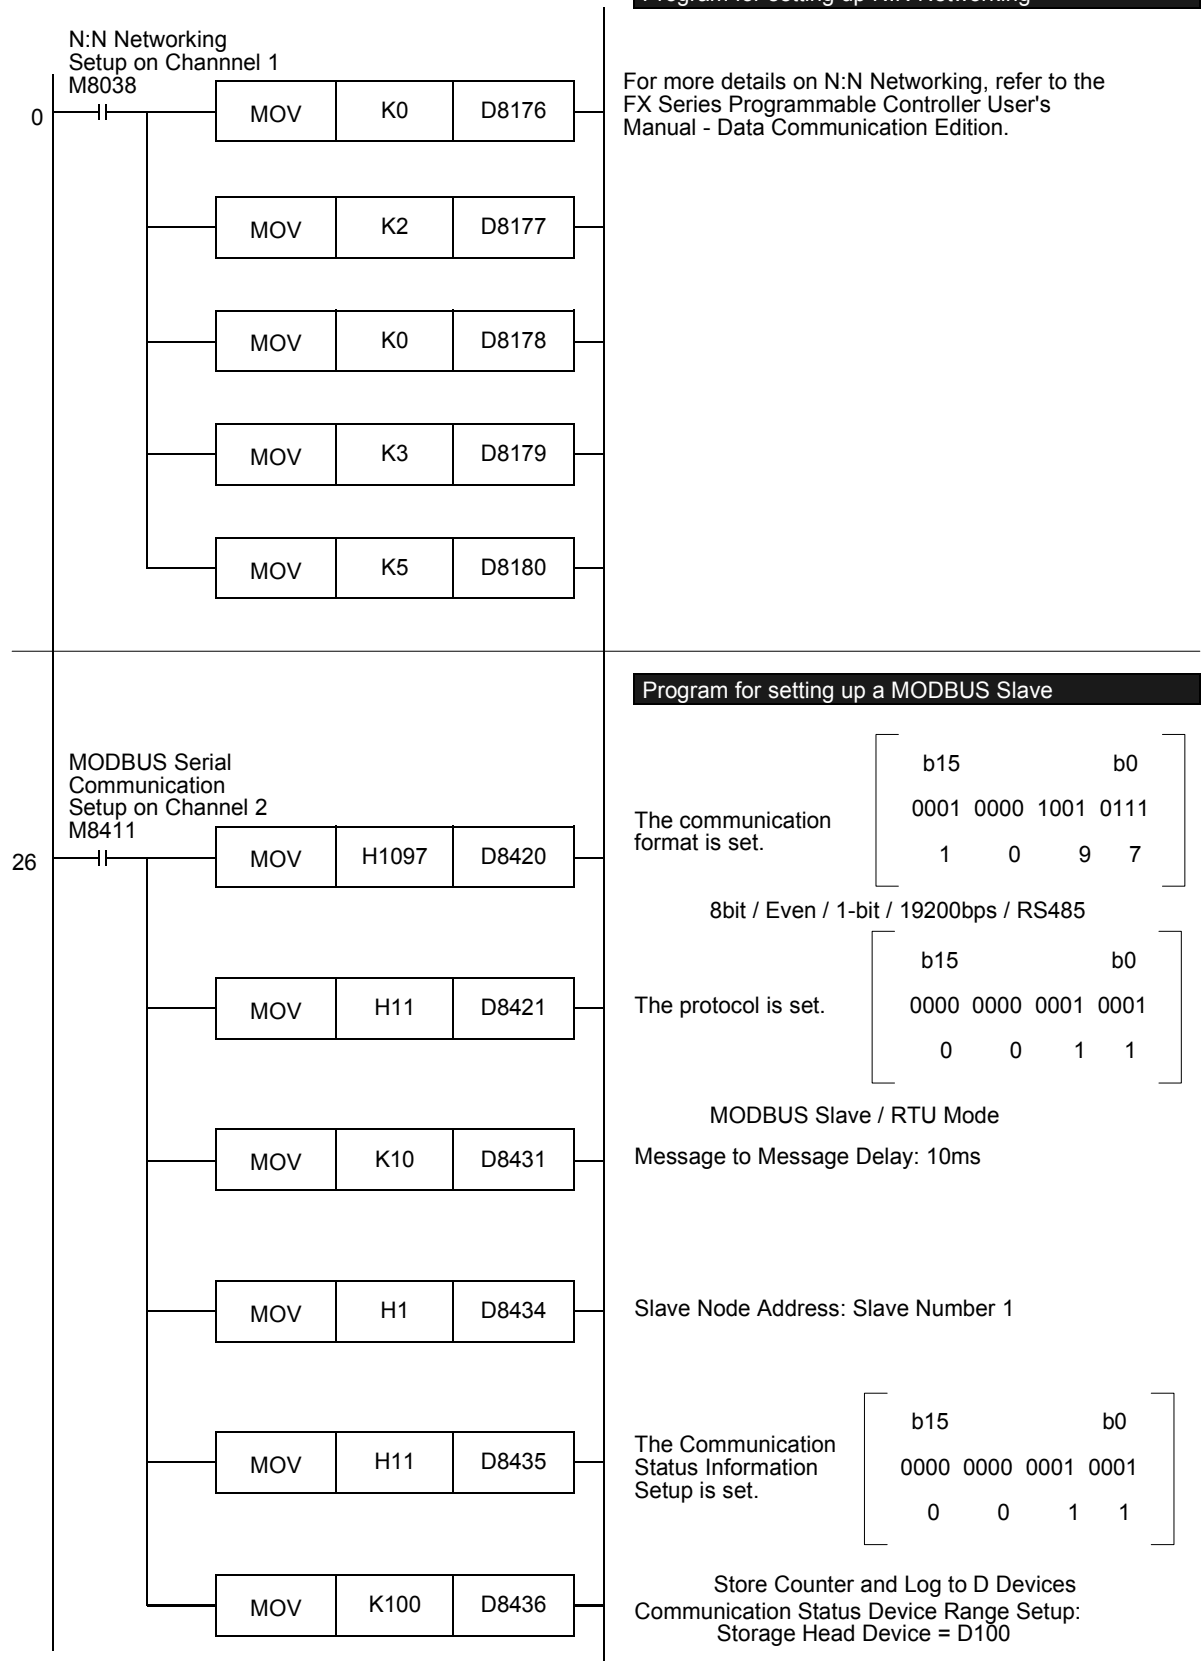 Program for setting up N:N Networking
N:N Networking
Setup on Channnel 1
M8038
0
MOV K0 D8176
For more details on N:N Networking, refer to the
FX Series Programmable Controller User's
Manual - Data Communication Edition.
MOV K2 D8177
MOV K0 D8178
MOV K3 D8179
MOV K5 D8180
Program for setting up a MODBUS Slave
MODBUS Serial
Communication
Setup on Channel 2
M8411
26
MOV H1097 D8420
The communication
format is set.
b15 b0
0001 0000 1001 0111
1 0 9 7
8bit / Even / 1-bit / 19200bps / RS485
MOV H11 D8421
The protocol is set.
b15 b0
0000 0000 0001 0001
0 0 1 1
MODBUS Slave / RTU Mode
MOV K10 D8431
Message to Message Delay: 10ms
MOV H1 D8434
Slave Node Address: Slave Number 1
MOV H11 D8435
The Communication
Status Information
Setup is set.
b15 b0
0000 0000 0001 0001
0 0 1 1
Store Counter and Log to D Devices
MOV K100 D8436
Communication Status Device Range Setup:
Storage Head Device = D100